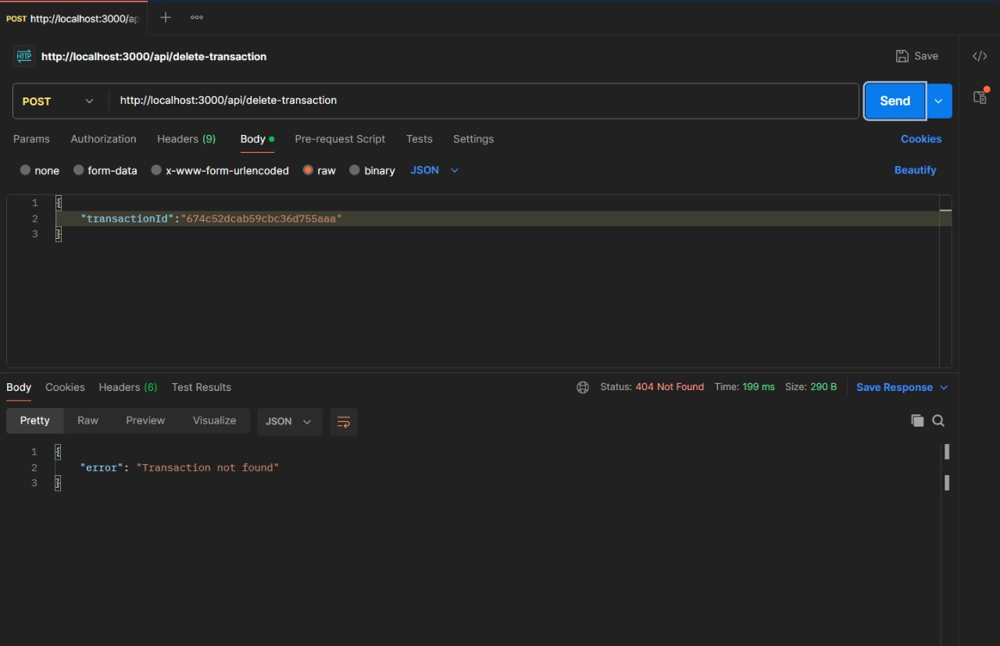 POST http://localhost:3000/ap
HTTP http://localhost:3000/api/delete-transaction
Save
POST http://localhost:3000/api/delete-transaction
Send
Params Authorization Headers (9) Body Pre-request Script Tests Settings Cookies
none form-data x-www-form-urlencoded raw binary JSON Beautify
1 {
2 "transactionId":"674c52dcab59cbc36d755aaa"
3 }
Body Cookies Headers (6) Test Results Status: 404 Not Found Time: 199 ms Size: 290 B Save Response
Pretty Raw Preview Visualize JSON
1 {
2 "error": "Transaction not found"
3 }